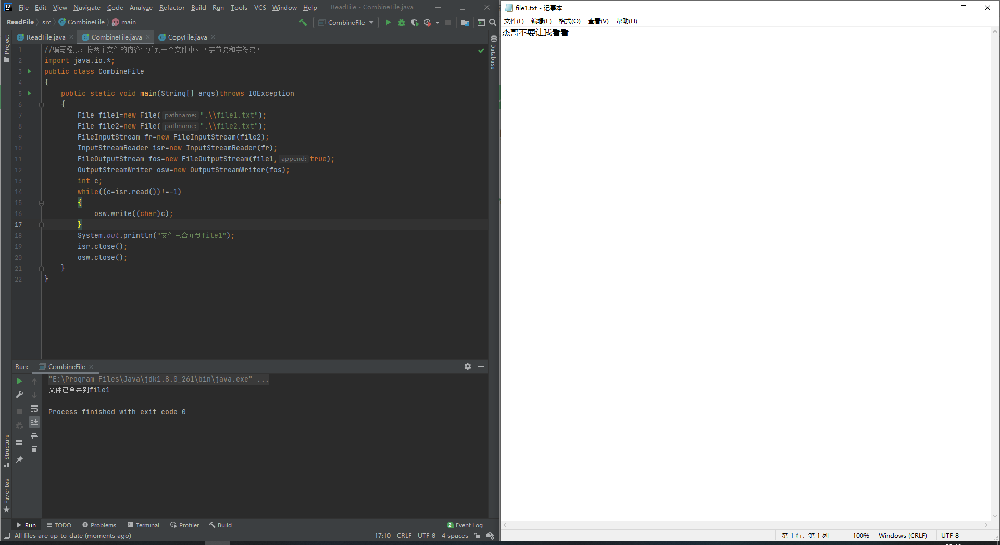 File Edit View Navigate Code Analyze Refactor Build Run Tools VCS Window Help ReadFile - CombineFile.java
ReadFile src CombineFile main CombineFile
ReadFile.java CombineFile.java CopyFile.java
Project
Database
1 //编写程序，将两个文件的内容合并到一个文件中。（字节流和字符流）
2 import java.io.*;
3 public class CombineFile
4 {
5 public static void main(String[] args)throws IOException
6 {
7 File file1=new File( pathname: ".\\file1.txt");
8 File file2=new File( pathname: ".\\file2.txt");
9 FileInputStream fr=new FileInputStream(file2);
10 InputStreamReader isr=new InputStreamReader(fr);
11 FileOutputStream fos=new FileOutputStream(file1, append: true);
12 OutputStreamWriter osw=new OutputStreamWriter(fos);
13 int c;
14 while((c=isr.read())!=-1)
15 {
16 osw.write((char)c);
17 }
18 System.out.println("文件已合并到file1");
19 isr.close();
20 osw.close();
21 }
22 }
Run: CombineFile
"E:\Program Files\Java\jdk1.8.0_261\bin\java.exe" ...
文件已合并到file1
Process finished with exit code 0
Structure
Favorites
Run TODO Problems Terminal Profiler Build 2 Event Log
All files are up-to-date (moments ago) 17:10 CRLF UTF-8 4 spaces
file1.txt - 记事本
文件(F) 编辑(E) 格式(O) 查看(V) 帮助(H)
杰哥不要让我看看
第 1 行，第 1 列 100% Windows (CRLF) UTF-8